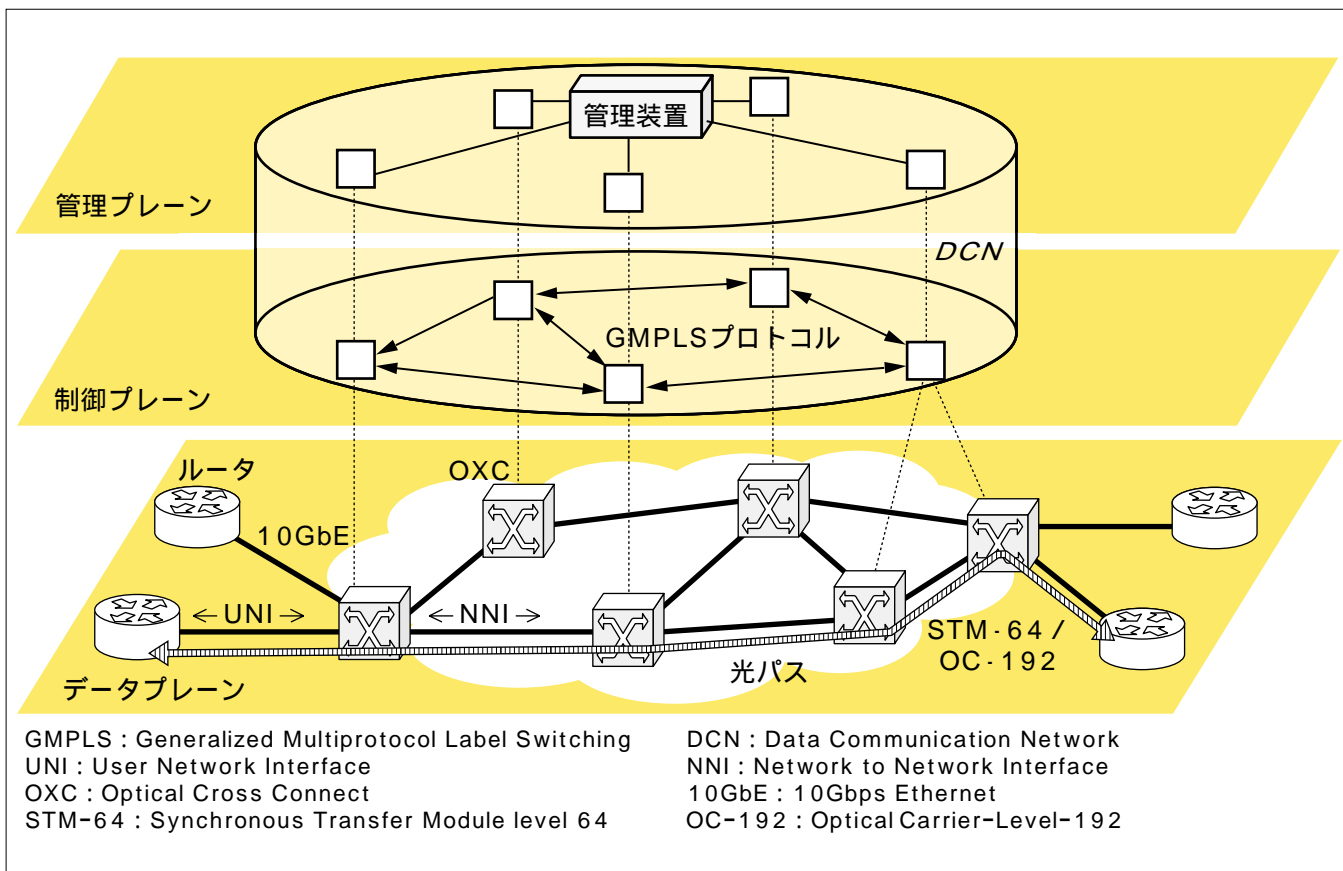 管理装置
管理プレーン
DCN
GMPLSプロトコル
制御プレーン
ルータ
OXC
10GbE
←UNI→
←NNI→
STM-64 /
OC-192
光パス
データプレーン
GMPLS : Generalized Multiprotocol Label Switching
DCN : Data Communication Network
UNI : User Network Interface
NNI : Network to Network Interface
OXC : Optical Cross Connect
10GbE : 10Gbps Ethernet
STM-64 : Synchronous Transfer Module level 64
OC-192 : Optical Carrier-Level-192